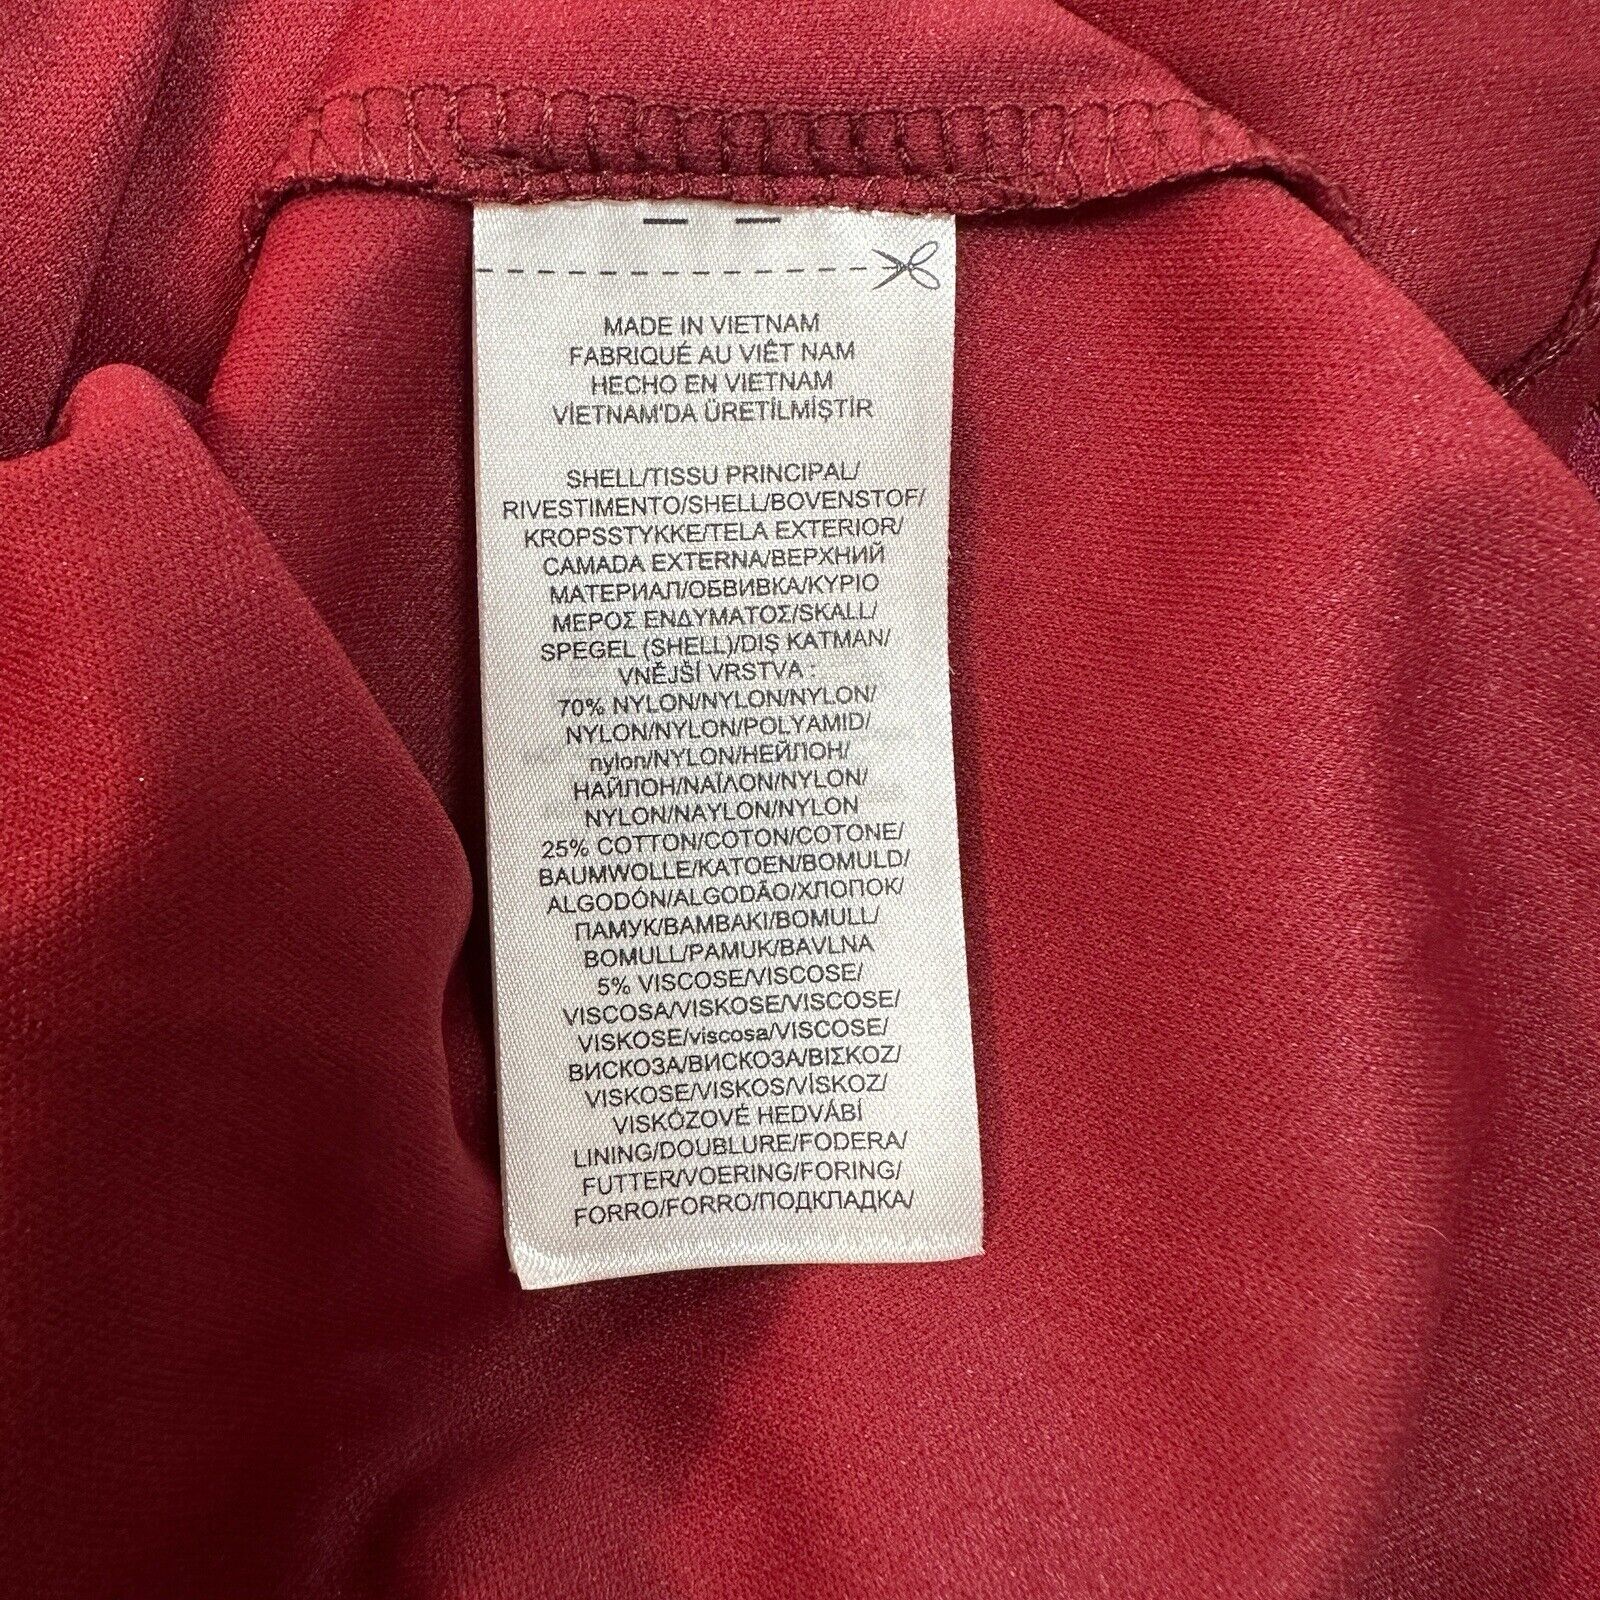 MADE IN VIETNAM
FABRIQUÉ AU VIÊT NAM
HECHO EN VIETNAM
VİETNAM'DA ÜRETİLMİŞTİR
SHELL/TISSU PRINCIPAL/
RIVESTIMENTO/SHELL/BOVENSTOF/
KROPSSTYKKE/TELA EXTERIOR/
CAMADA EXTERNA/ВЕРХНИЙ
МАТЕРИАЛ/ОБВИВКА/ΚΥΡΙΟ
ΜΕΡΟΣ ΕΝΔΥΜΑΤΟΣ/SKALL/
SPEGEL (SHELL)/DIŞ KATMAN/
VNĚJŠÍ VRSTVA :
70% NYLON/NYLON/NYLON/
NYLON/NYLON/POLYAMID/
nylon/NYLON/НЕЙЛОН/
НАЙЛОН/ΝΑΪΛΟΝ/NYLON/
NYLON/NAYLON/NYLON
25% COTTON/COTON/COTONE/
BAUMWOLLE/KATOEN/BOMULD/
ALGODÓN/ALGODÃO/ХЛОПОК/
ПАМУК/ΒΑΜΒΑΚΙ/BOMULL/
BOMULL/PAMUK/BAVLNA
5% VISCOSE/VISCOSE/
VISCOSA/VISKOSE/VISCOSE/
VISKOSE/viscosa/VISCOSE/
ВИСКОЗА/ВИСКОЗА/ΒΙΣΚΟΖ/
VISKOSE/VISKOS/VİSKOZ/
VISKÓZOVÉ HEDVÁBÍ
LINING/DOUBLURE/FODERA/
FUTTER/VOERING/FORING/
FORRO/FORRO/ПОДКЛАДКА/